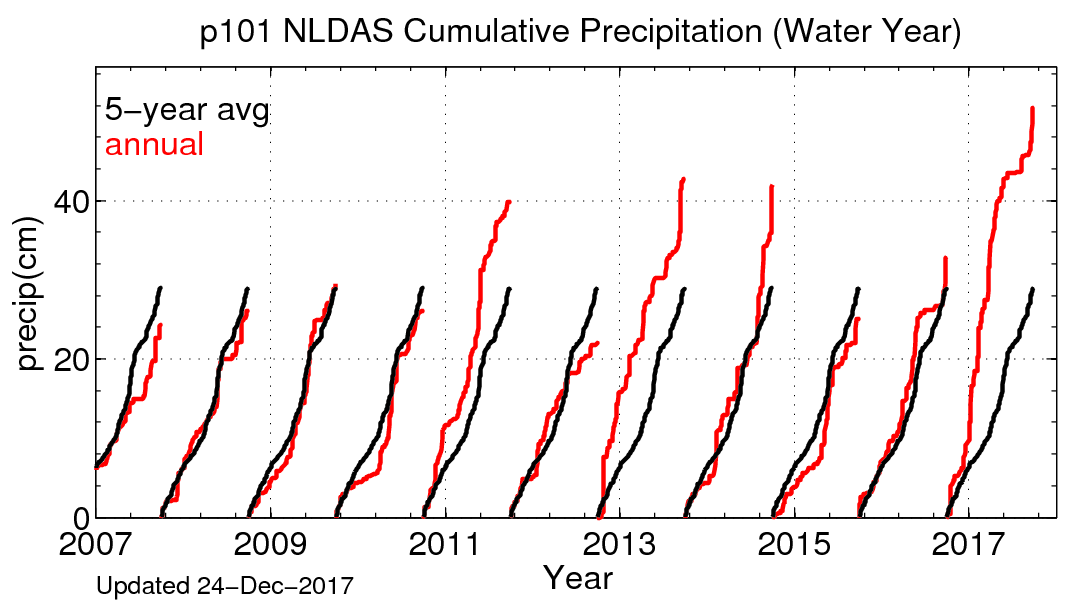 p101 NLDAS Cumulative Precipitation (Water Year)
5−year avg
annual
precip(cm)
40
20
0
2007 2009 2011 2013 2015 2017
Year
Updated 24−Dec−2017